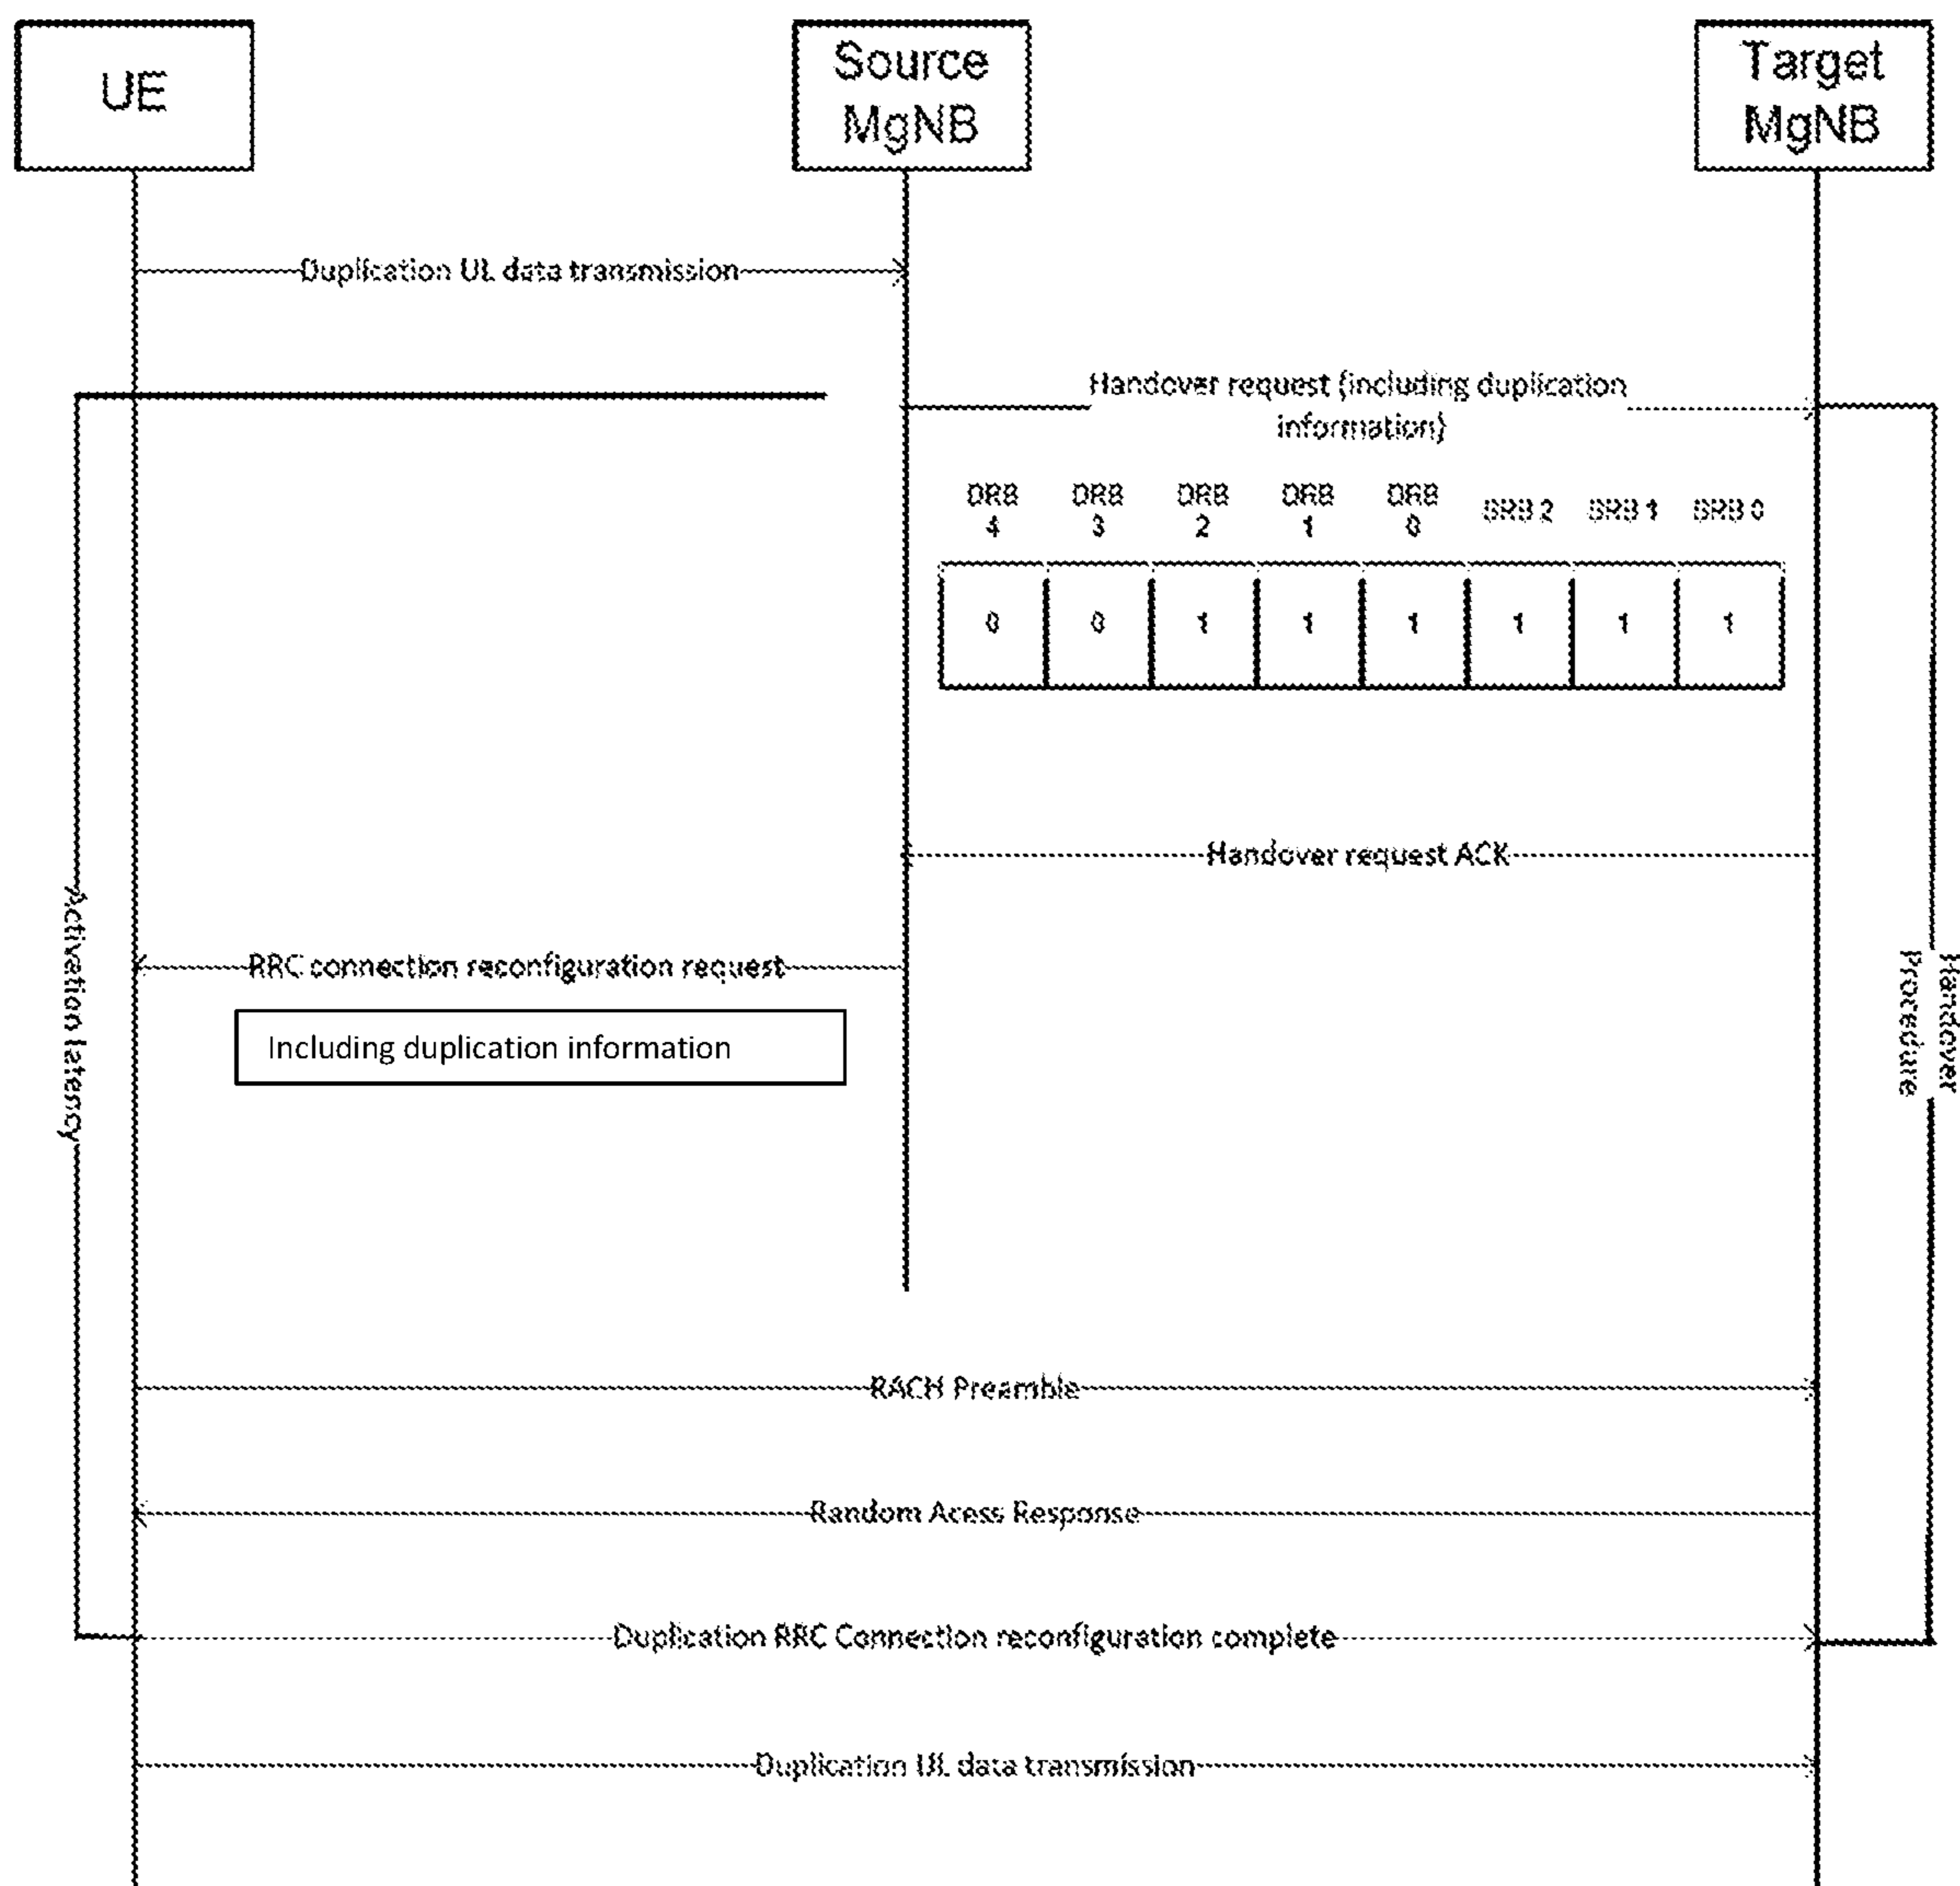 UE
Source
MgNB
Target
MgNB
Duplication UL data transmission
Handover request (including duplication
information)
DRB
4
DRB
3
DRB
2
DRB
1
DRB
0
SRB 2
SRB 1
SRB 0
0
0
1
1
1
1
1
1
Handover request ACK
Activation latency
RRC connection reconfiguration request
Handover
Procedure
Including duplication information
RACH Preamble
Random Acess Response
Duplication RRC Connection reconfiguration complete
Duplication UL data transmission